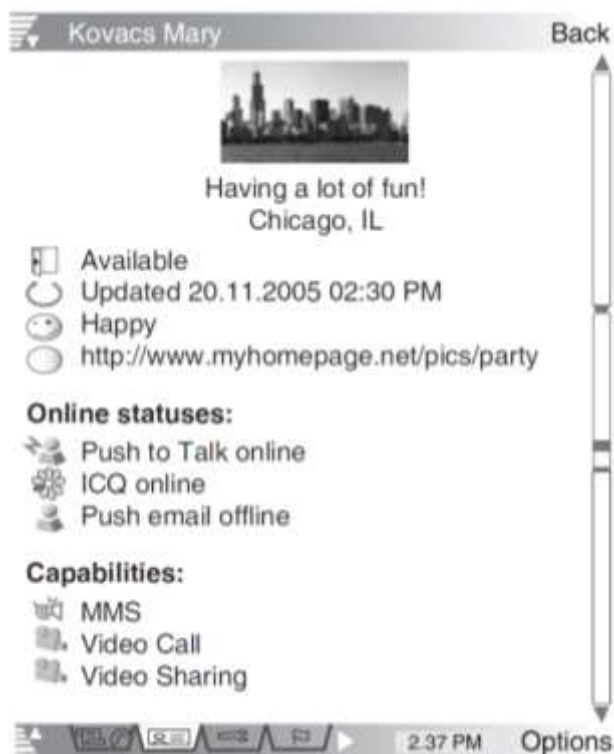 Kovacs Mary
Back
Having a lot of fun!
Chicago, IL
Available
Updated 20.11.2005 02:30 PM
Happy
http://www.myhomepage.net/pics/party
Online statuses:
Push to Talk online
ICQ online
Push email offline
Capabilities:
MMS
Video Call
Video Sharing
2.37 PM
Options